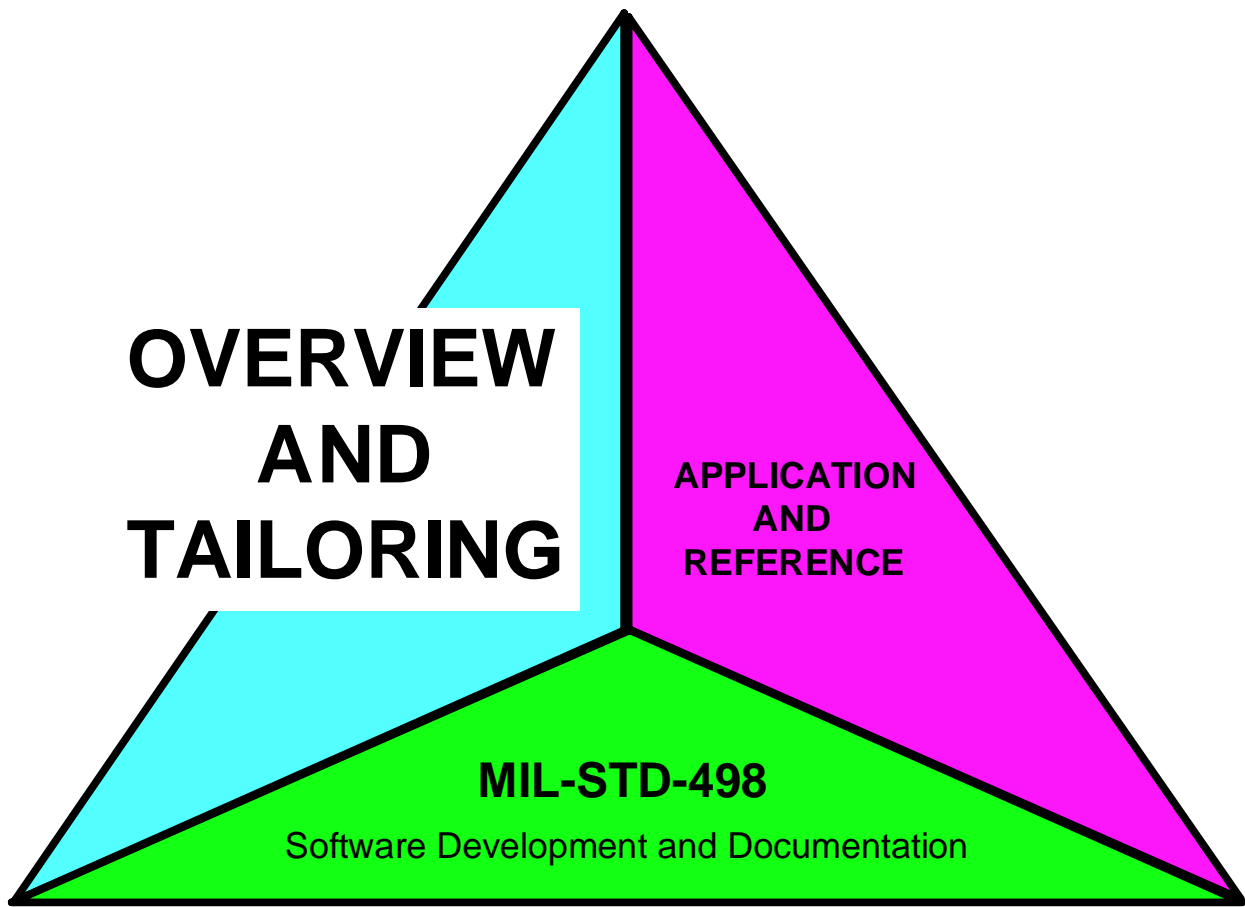 OVERVIEW
AND
TAILORING
APPLICATION
AND
REFERENCE
MIL-STD-498
Software Development and Documentation